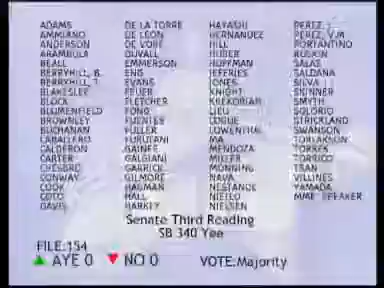 ADAMS DE LA TORRE HAYASHI PEREZ, J
AMMIANO DE LEON HERNANDEZ PEREZ, VJM
ANDERSON DE VORE HILL PORTANTINO
ARAMBULA DUVALL HUBER RUSKIN
BEALL EMMERSON HUFFMAN SALAS
BERRYHILL, B. ENG JEFFRIES SALDANA
BERRYHILL, T. EVANS JONES SILVA
BLAKESLEE FEUER KNIGHT SKINNER
BLOCK FLETCHER KREKORIAN SMYTH
BLUMENFIELD FONG LIEU SOLORIO
BROWNLEY FUENTES LOGUE STRICKLAND
BUCHANAN FULLER LOWENTHAL SWANSON
CABALLERO FURUTANI MA TORLAKSON
CALDERON GAINES MENDOZA TORRES
CARTER GALGIANI MILLER TORRICO
CHESBRO GARRICK MONNING TRAN
CONWAY GILMORE NAVA VILLINES
COOK HAGMAN NESTANDE YAMADA
COTO HALL NIELLO MME SPEAKER
DAVIS HARKEY NIELSEN
Senate Third Reading
SB 340 Yee
FILE:154
AYE 0 NO 0 VOTE:Majority